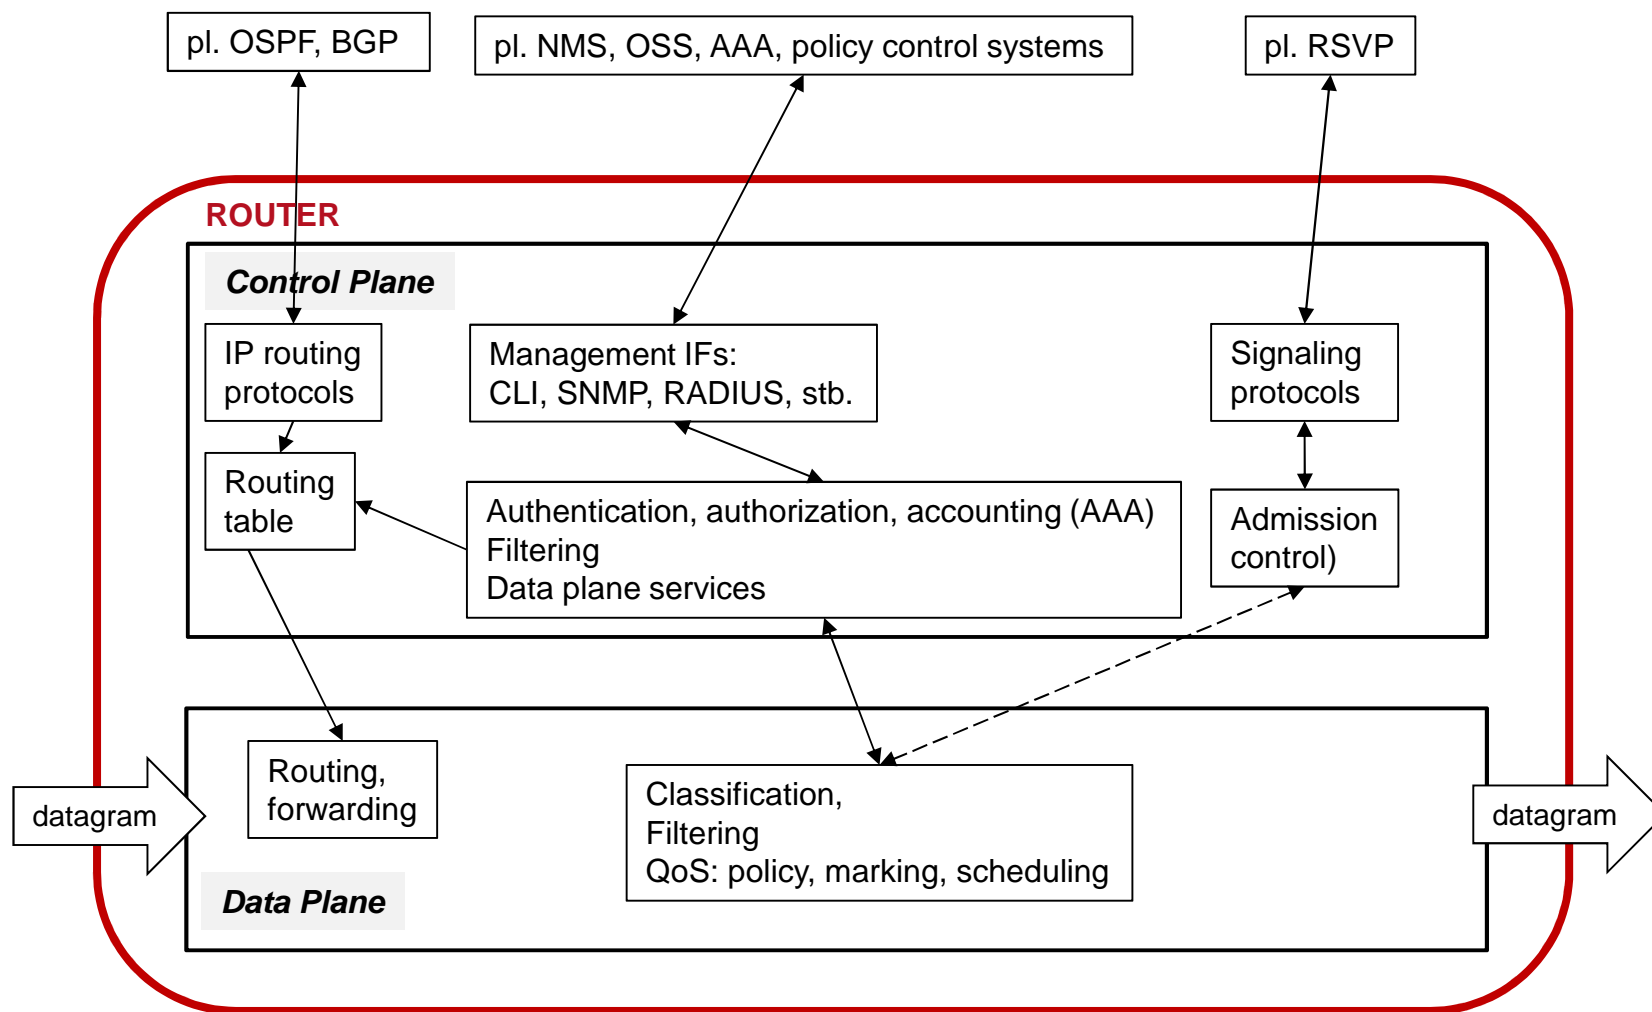 pl. OSPF, BGP
pl. NMS, OSS, AAA, policy control systems
pl. RSVP
ROUTER
Control Plane
IP routing
protocols
Management IFs:
CLI, SNMP, RADIUS, stb.
Signaling
protocols
Routing
table
Authentication, authorization, accounting (AAA)
Filtering
Data plane services
Admission
control)
Routing,
forwarding
Classification,
Filtering
QoS: policy, marking, scheduling
datagram
datagram
Data Plane